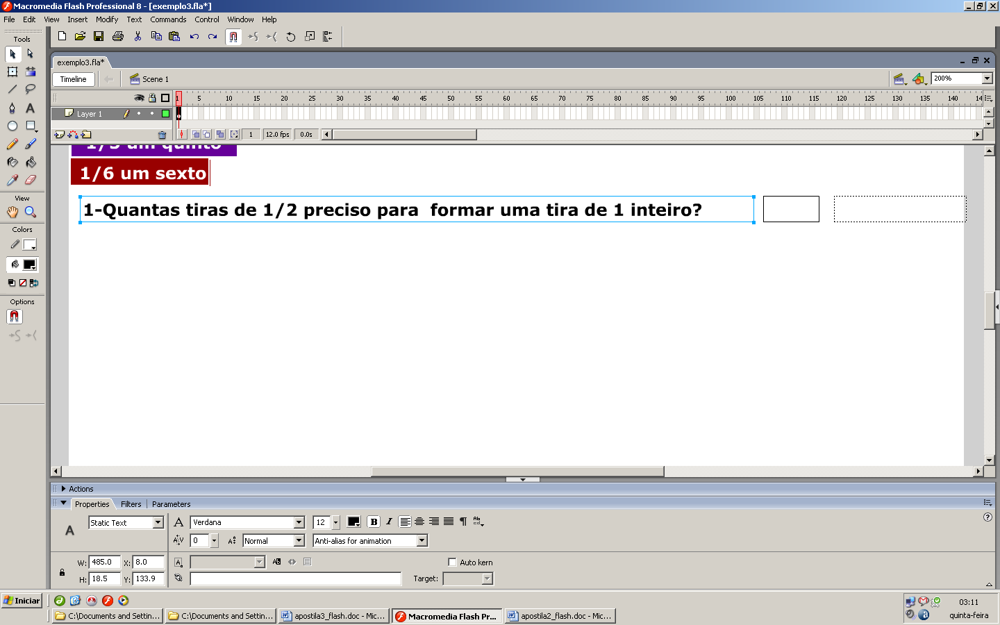 Macromedia Flash Professional 8 - [exemplo3.fla*]
File Edit View Insert Modify Text Commands Control Window Help
Tools
exemplo3.fla*
Timeline Scene 1 200%
1 5 10 15 20 25 30 35 40 45 50 55 60 65 70 75 80 85 90 95 100 105 110 115 120 125 130 135 140 14
Layer 1
1 12.0 fps 0.0s
1/5 um quinto
1/6 um sexto
1-Quantas tiras de 1/2 preciso para  formar uma tira de 1 inteiro?
View
Colors
Options
Actions
Properties Filters Parameters
Static Text A Verdana 12 B I
A/V 0 Normal Anti-alias for animation
W: 485.0 X: 8.0 Auto kern
H: 18.5 Y: 133.9 Target:
Iniciar
C:\Documents and Settin... C:\Documents and Settin... apostila3_flash.doc - Mic... Macromedia Flash Pr... apostila2_flash.doc - Mic...
03:11
quinta-feira